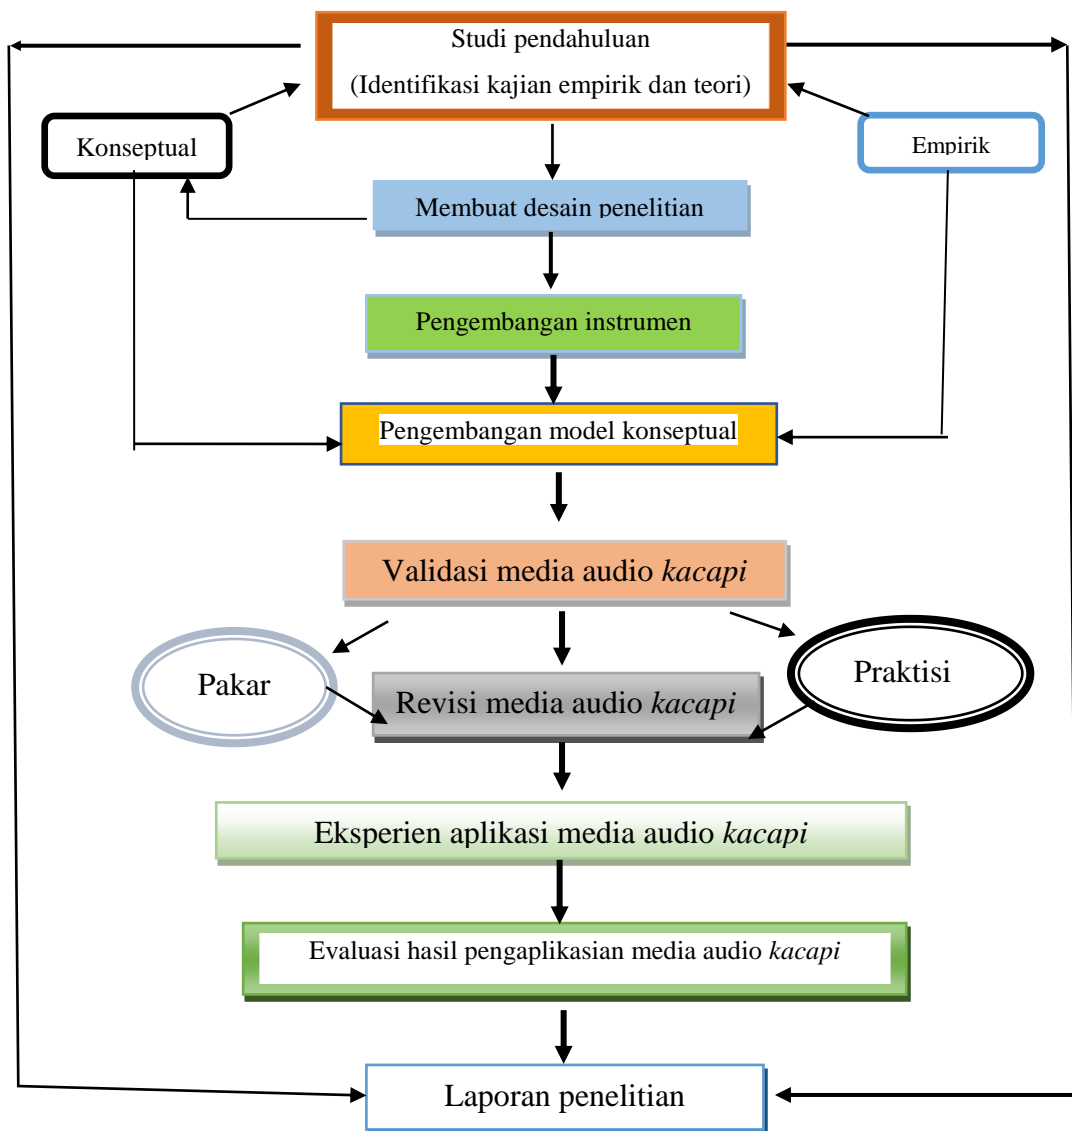 Studi pendahuluan
(Identifikasi kajian empirik dan teori)
Konseptual
Empirik
Membuat desain penelitian
Pengembangan instrumen
Pengembangan model konseptual
Validasi media audio kacapi
Pakar
Praktisi
Revisi media audio kacapi
Eksperien aplikasi media audio kacapi
Evaluasi hasil pengaplikasian media audio kacapi
Laporan penelitian